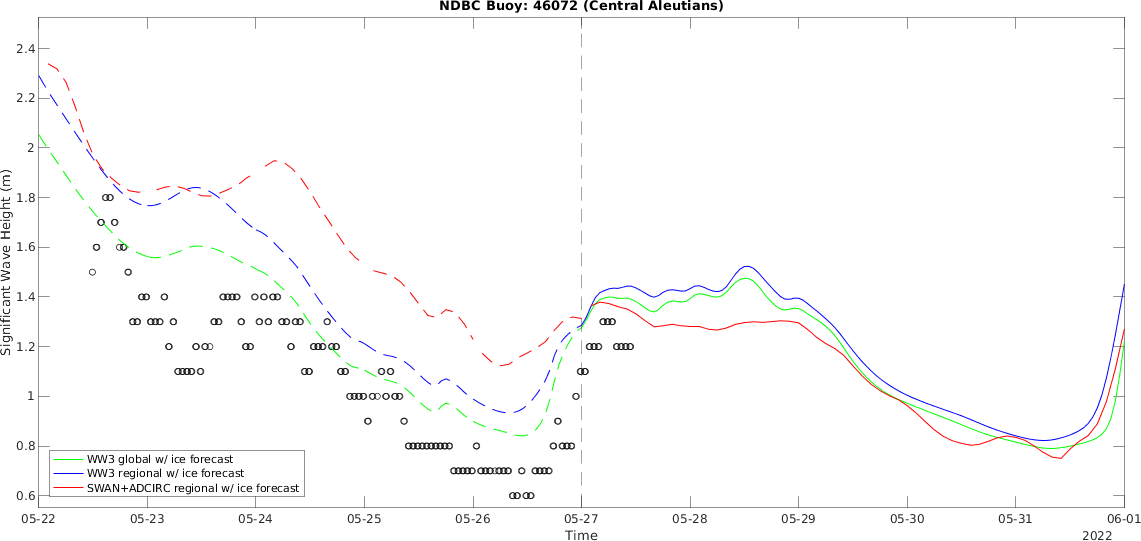 NDBC Buoy: 46072 (Central Aleutians)
Significant Wave Height (m)
2.4
2.2
2
1.8
1.6
1.4
1.2
1
0.8
0.6
WW3 global w/ ice forecast
WW3 regional w/ ice forecast
SWAN+ADCIRC regional w/ ice forecast
05-22 05-23 05-24 05-25 05-26 05-27 05-28 05-29 05-30 05-31 06-01
Time
2022